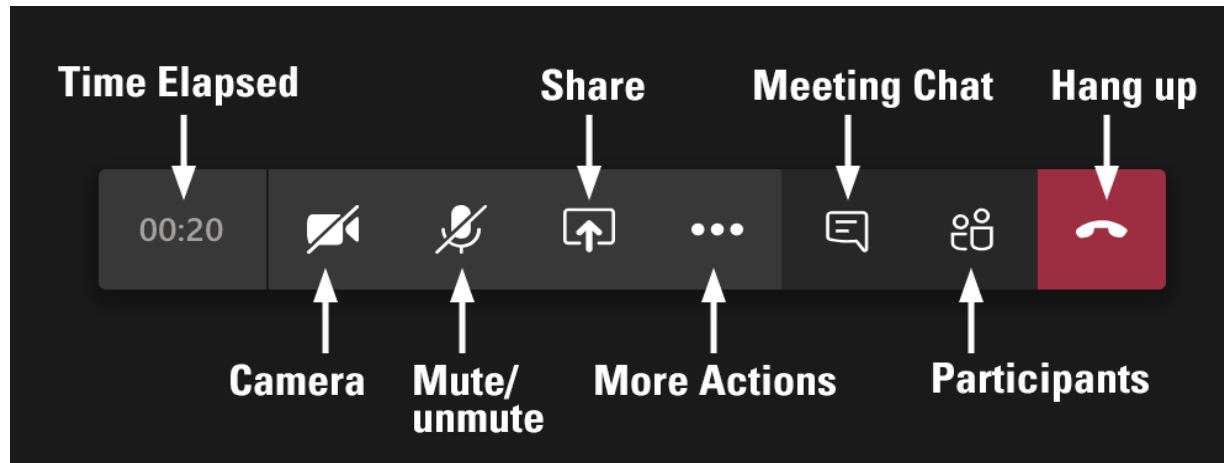 Time Elapsed
Share
Meeting Chat
Hang up
00:20
Camera
Mute/
unmute
More Actions
Participants